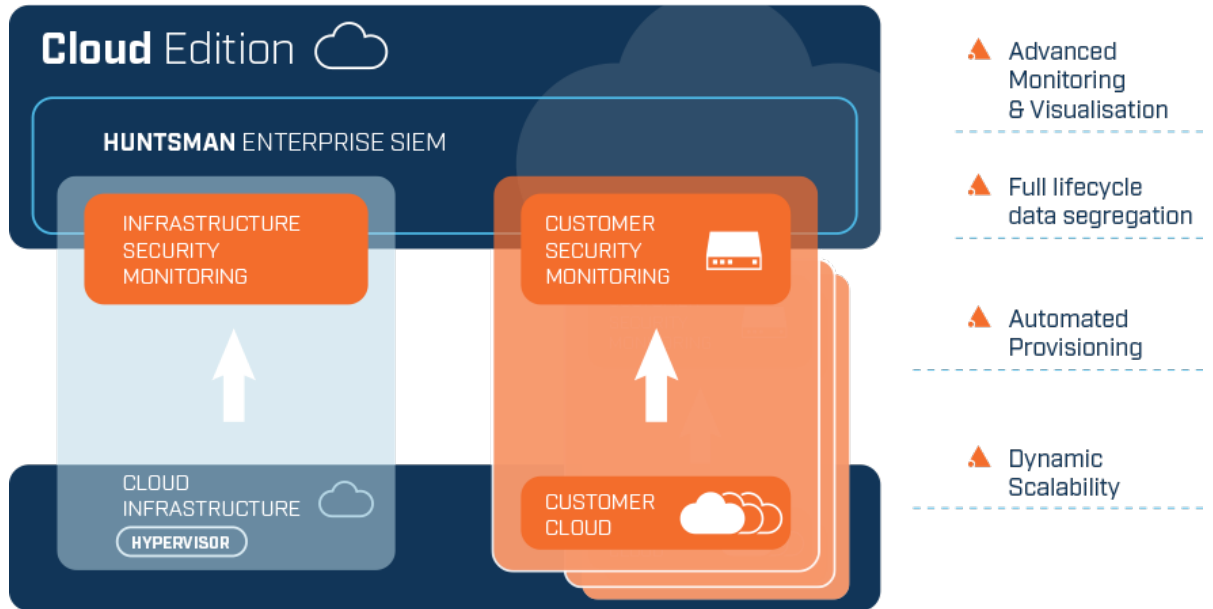 Cloud Edition
HUNTSMAN ENTERPRISE SIEM
INFRASTRUCTURE
SECURITY
MONITORING
CUSTOMER
SECURITY
MONITORING
CLOUD
INFRASTRUCTURE
HYPERVISOR
CUSTOMER
CLOUD
Advanced
Monitoring
& Visualisation
Full lifecycle
data segregation
Automated
Provisioning
Dynamic
Scalability